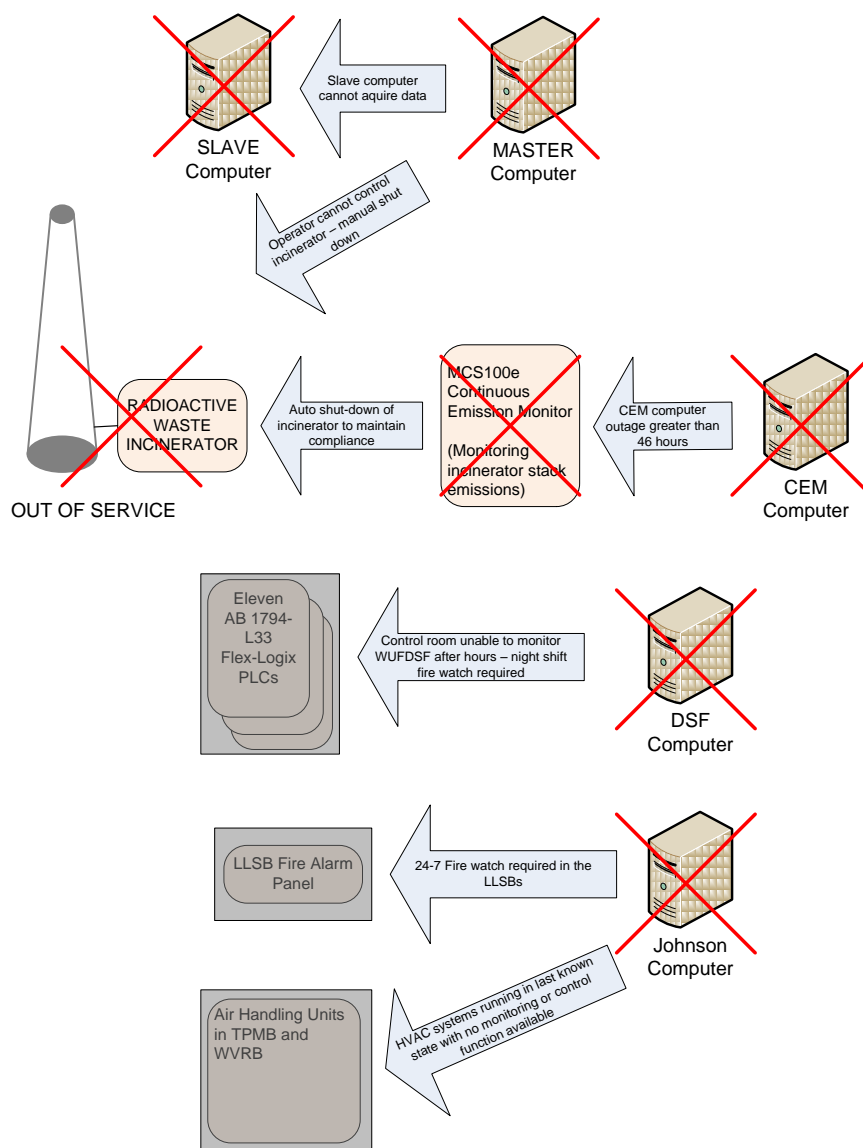 Slave computer
cannot aquire data
SLAVE
Computer
MASTER
Computer
Operator cannot control
incinerator – manual shut
down
RADIOACTIVE
WASTE
INCINERATOR
OUT OF SERVICE
Auto shut-down of
incinerator to maintain
compliance
MCS100e
Continuous
Emission Monitor
(Monitoring
incinerator stack
emissions)
CEM computer
outage greater than
46 hours
CEM
Computer
Eleven
AB 1794-
L33
Flex-Logix
PLCs
Control room unable to monitor
WUFDSF after hours – night shift
fire watch required
DSF
Computer
LLSB Fire Alarm
Panel
24-7 Fire watch required in the
LLSBs
Johnson
Computer
Air Handling Units
in TPMB and
WVRB
HVAC systems running in last known
state with no monitoring or control
function available